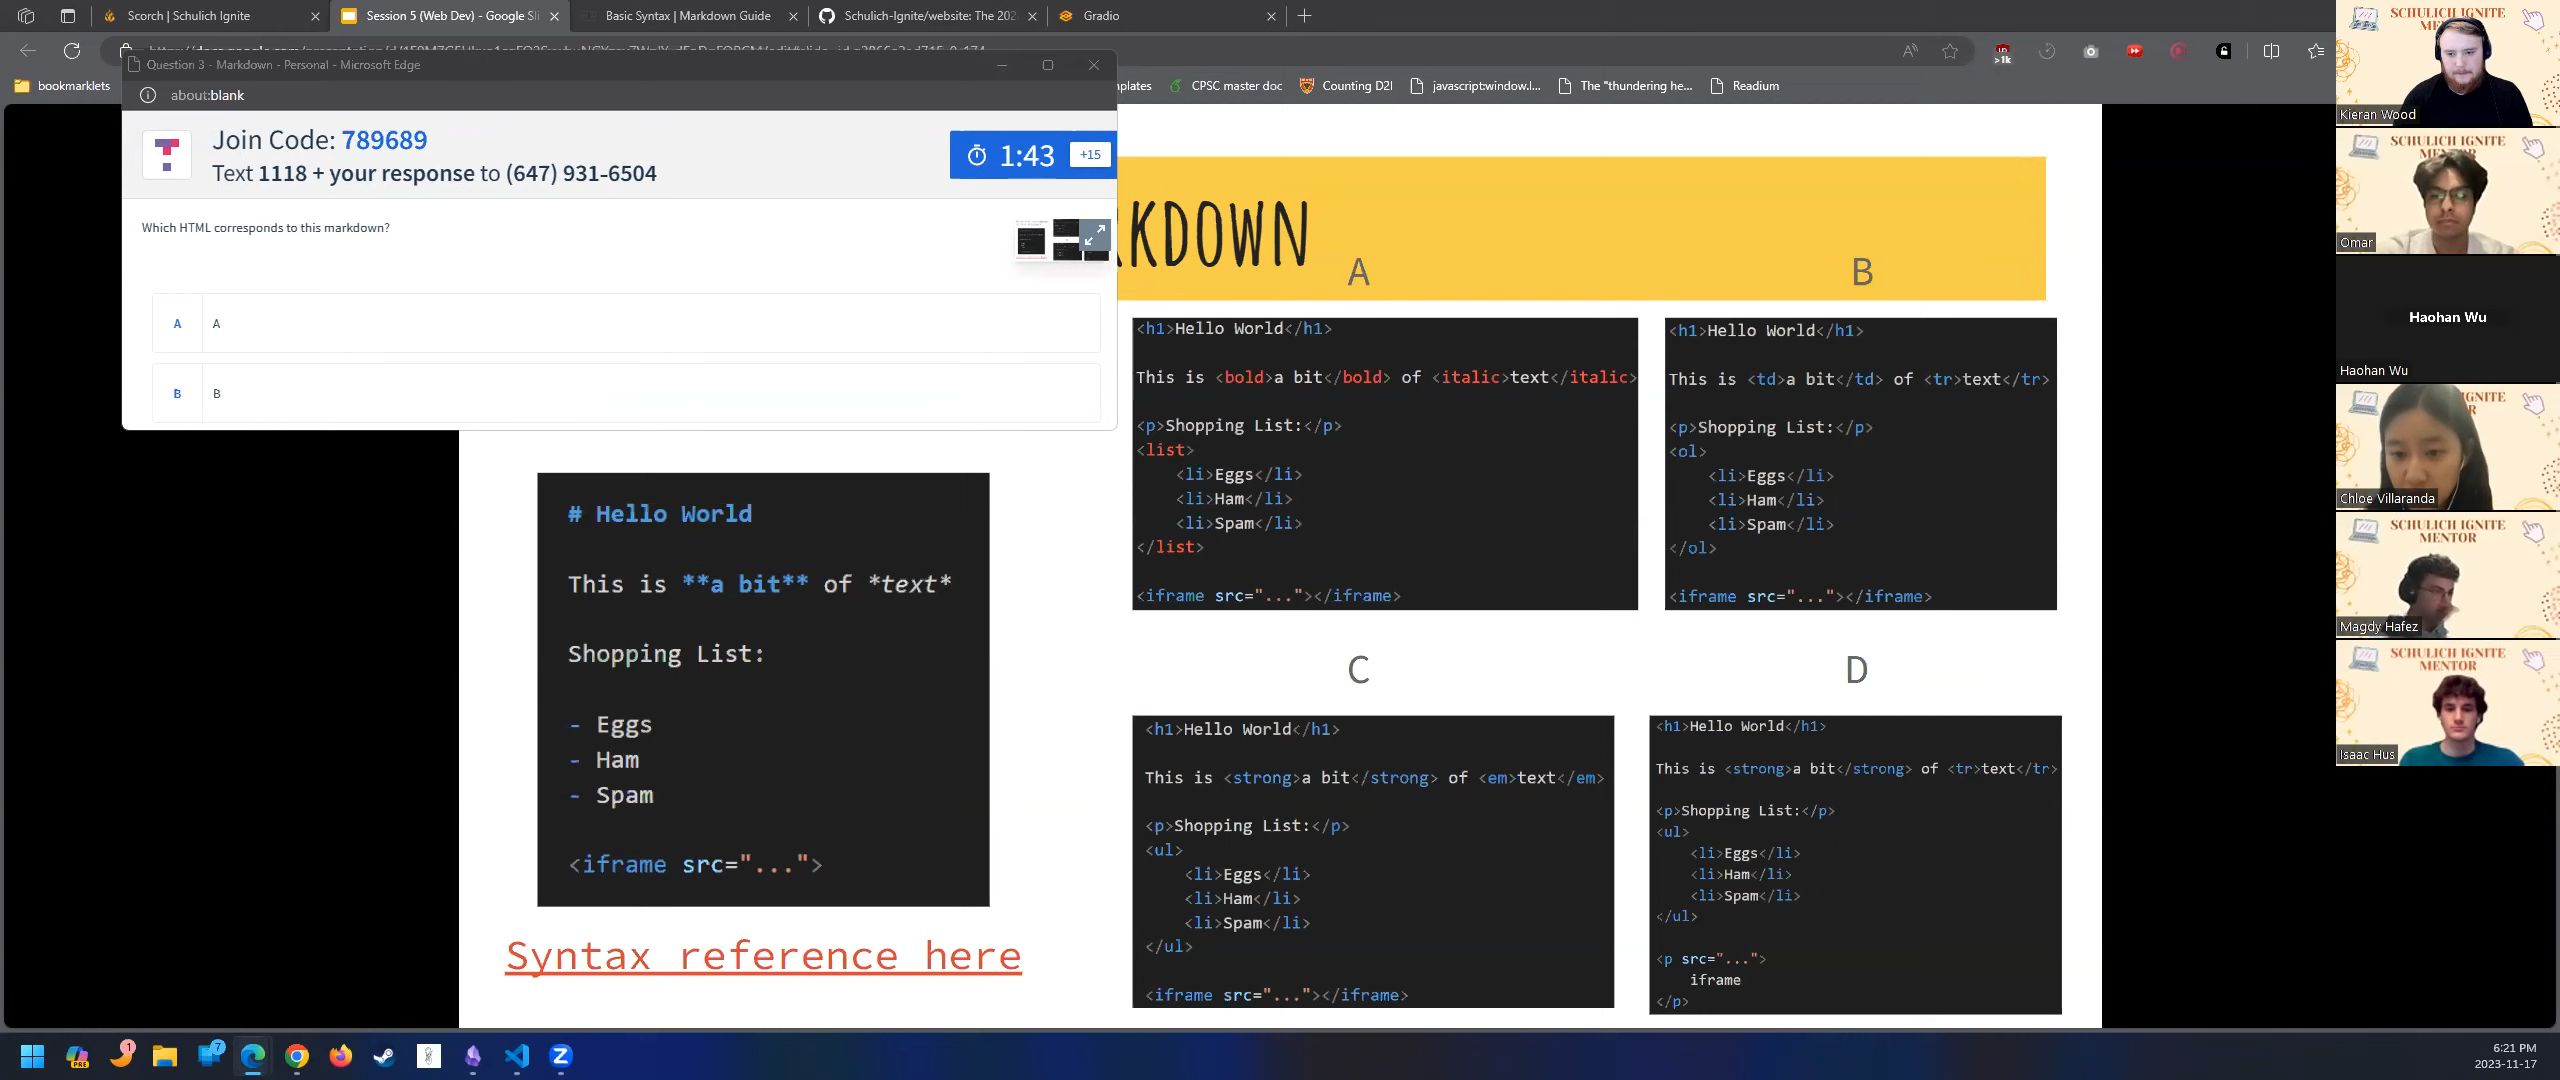 Scorch | Schulich Ignite
Session 5 (Web Dev) - Google Sli
Basic Syntax | Markdown Guide
Schulich-Ignite/website: The 202
Gradio
bookmarklets
Question 3 - Markdown - Personal - Microsoft Edge
about:blank
mplates
CPSC master doc
Counting D2l
javascript:window.l...
The "thundering he...
Readium
>1k
Join Code: 789689
Text 1118 + your response to (647) 931-6504
1:43
+15
Which HTML corresponds to this markdown?
A A
B B
RKDOWN
A
<h1>Hello World</h1>
This is <bold>a bit</bold> of <italic>text</italic>
<p>Shopping List:</p>
<list>
<li>Eggs</li>
<li>Ham</li>
<li>Spam</li>
</list>
<iframe src="..."></iframe>
B
<h1>Hello World</h1>
This is <td>a bit</td> of <tr>text</tr>
<p>Shopping List:</p>
<ol>
<li>Eggs</li>
<li>Ham</li>
<li>Spam</li>
</ol>
<iframe src="..."></iframe>
# Hello World
This is **a bit** of *text*
Shopping List:
- Eggs
- Ham
- Spam
<iframe src="...">
Syntax reference here
C
<h1>Hello World</h1>
This is <strong>a bit</strong> of <em>text</em>
<p>Shopping List:</p>
<ul>
<li>Eggs</li>
<li>Ham</li>
<li>Spam</li>
</ul>
<iframe src="..."></iframe>
D
<h1>Hello World</h1>
This is <strong>a bit</strong> of <tr>text</tr>
<p>Shopping List:</p>
<ul>
<li>Eggs</li>
<li>Ham</li>
<li>Spam</li>
</ul>
<p src="...">
iframe
</p>
SCHULICH IGNITE
Kieran Wood
SCHULICH IGNITE
Omar
Haohan Wu
Haohan Wu
IGNITE
Chloe Villaranda
SCHULICH IGNITE
MENTOR
Magdy Hafez
SCHULICH IGNITE
MENTOR
Isaac Hus
PRE
1
7
6:21 PM
2023-11-17